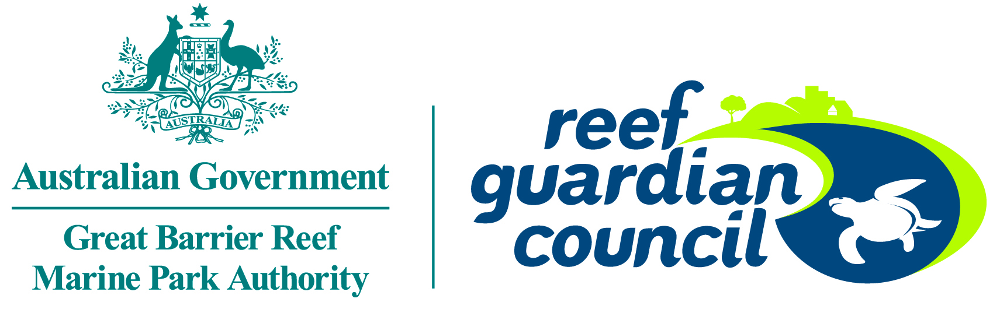 AUSTRALIA
Australian Government
Great Barrier Reef
Marine Park Authority
reef
guardian
council